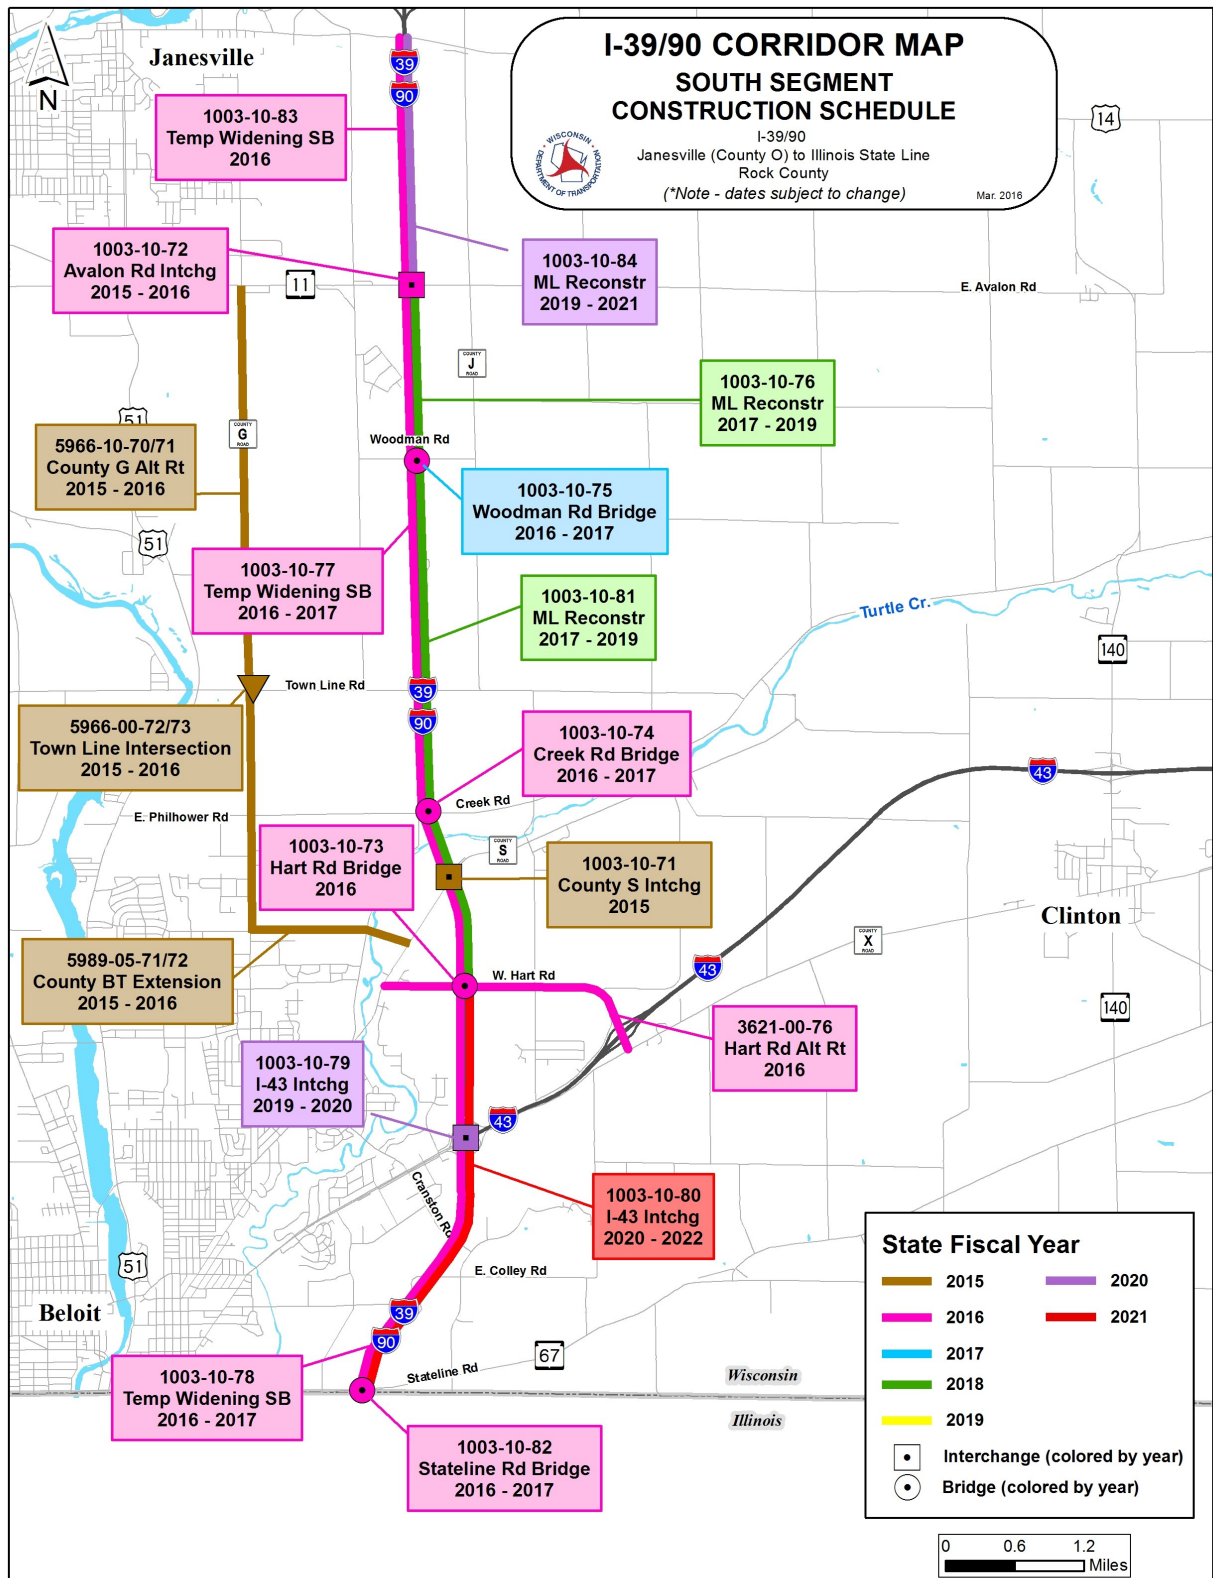 I-39/90 CORRIDOR MAP
SOUTH SEGMENT
CONSTRUCTION SCHEDULE
I-39/90
Janesville (County O) to Illinois State Line
Rock County
(*Note - dates subject to change)
Mar. 2016
WISCONSIN
DEPARTMENT OF TRANSPORTATION
N
Janesville
39
90
14
1003-10-83
Temp Widening SB
2016
1003-10-72
Avalon Rd Intchg
2015 - 2016
11
1003-10-84
ML Reconstr
2019 - 2021
E. Avalon Rd
COUNTY
J
ROAD
1003-10-76
ML Reconstr
2017 - 2019
51
COUNTY
G
ROAD
Woodman Rd
5966-10-70/71
County G Alt Rt
2015 - 2016
1003-10-75
Woodman Rd Bridge
2016 - 2017
51
1003-10-77
Temp Widening SB
2016 - 2017
1003-10-81
ML Reconstr
2017 - 2019
Turtle Cr.
140
Town Line Rd
39
90
5966-00-72/73
Town Line Intersection
2015 - 2016
1003-10-74
Creek Rd Bridge
2016 - 2017
43
Creek Rd
E. Philhower Rd
COUNTY
S
ROAD
1003-10-73
Hart Rd Bridge
2016
1003-10-71
County S Intchg
2015
Clinton
COUNTY
X
ROAD
5989-05-71/72
County BT Extension
2015 - 2016
W. Hart Rd
43
140
3621-00-76
Hart Rd Alt Rt
2016
1003-10-79
I-43 Intchg
2019 - 2020
43
Cranston Rd
1003-10-80
I-43 Intchg
2020 - 2022
51
E. Colley Rd
Beloit
39
90
67
Stateline Rd
1003-10-78
Temp Widening SB
2016 - 2017
Wisconsin
Illinois
1003-10-82
Stateline Rd Bridge
2016 - 2017
State Fiscal Year
2015
2020
2016
2021
2017
2018
2019
Interchange (colored by year)
Bridge (colored by year)
0 0.6 1.2
Miles